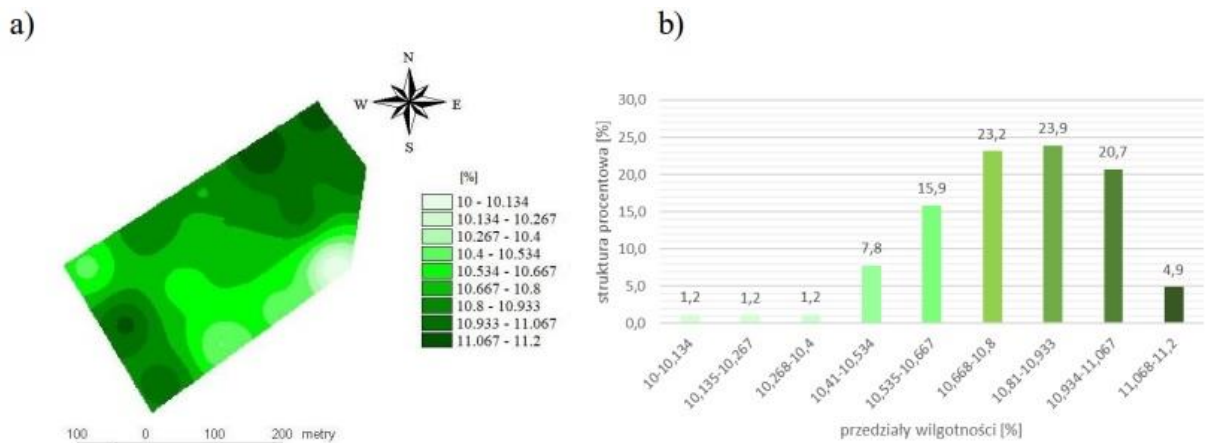 a)
N
W E
S
[%]
10 - 10.134
10.134 - 10.267
10.267 - 10.4
10.4 - 10.534
10.534 - 10.667
10.667 - 10.8
10.8 - 10.933
10.933 - 11.067
11.067 - 11.2
100 0 100 200 metry
b)
struktura procentowa [%]
30,0
25,0
20,0
15,0
10,0
5,0
0,0
1,2
1,2
1,2
7,8
15,9
23,2
23,9
20,7
4,9
10-10,134
10,135-10,267
10,268-10,4
10,41-10,534
10,535-10,667
10,668-10,8
10,81-10,933
10,934-11,067
11,068-11,2
przedziały wilgotności [%]